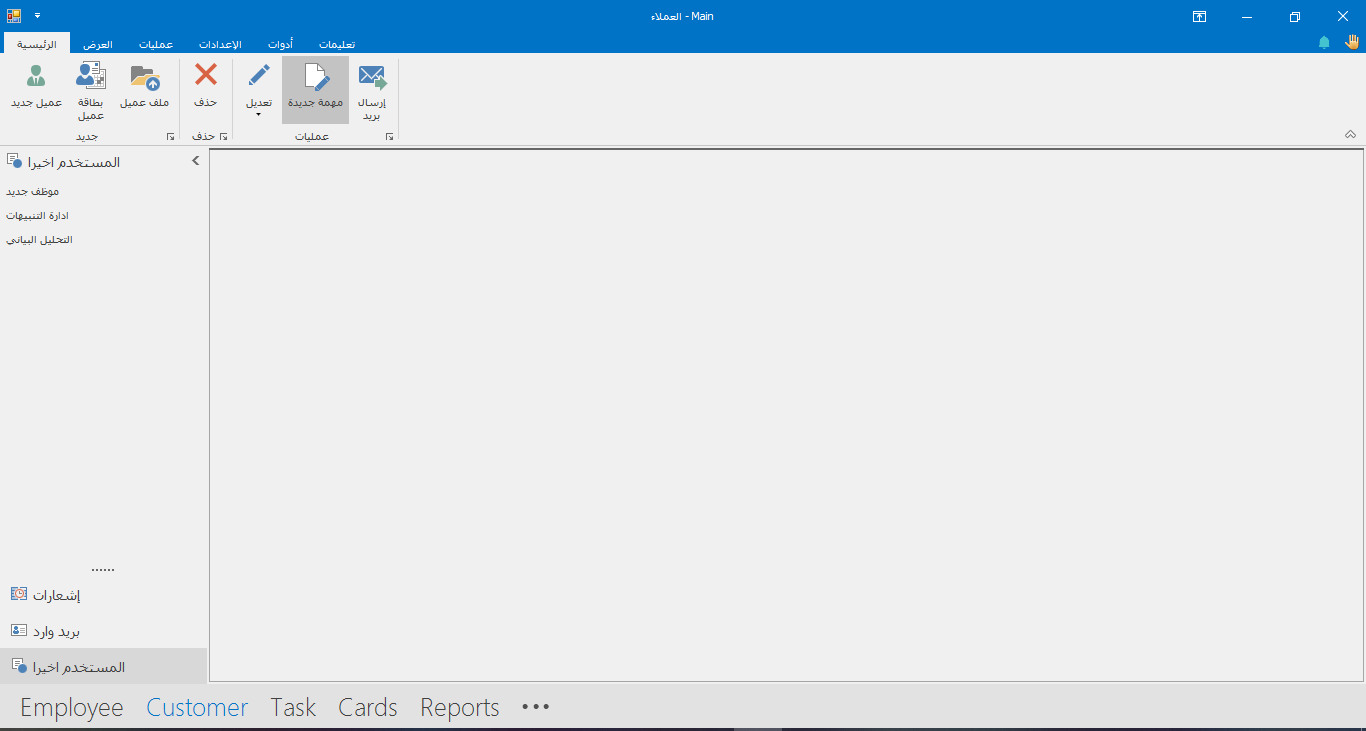 العملاء - Main
الرئيسية
العرض
عمليات
الإعدادات
أدوات
تعليمات
عميل جديد
بطاقة
عميل
ملف عميل
حذف
تعديل
مهمة جديدة
إرسال
بريد
جديد
حذف
عمليات
المستخدم اخيرا
موظف جديد
ادارة التنبيهات
التحليل البياني
إشعارات
بريد وارد
المستخدم اخيرا
Employee Customer Task Cards Reports •••